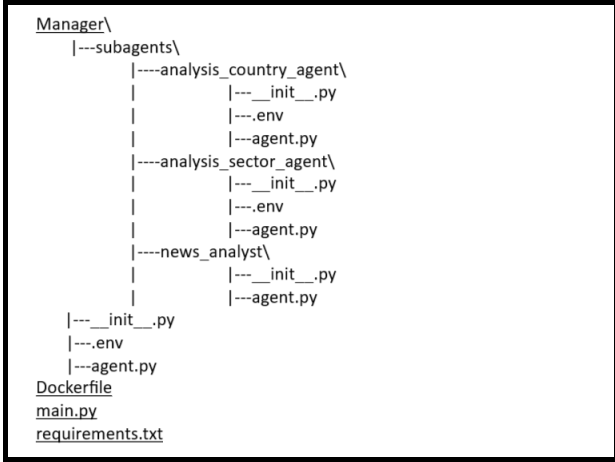 Manager\
|---subagents\
|----analysis_country_agent\
| |---__init__.py
| |---.env
| |---agent.py
|----analysis_sector_agent\
| |---__init__.py
| |---.env
| |---agent.py
|----news_analyst\
| |---__init__.py
| |---agent.py
|---__init__.py
|---.env
|---agent.py
Dockerfile
main.py
requirements.txt